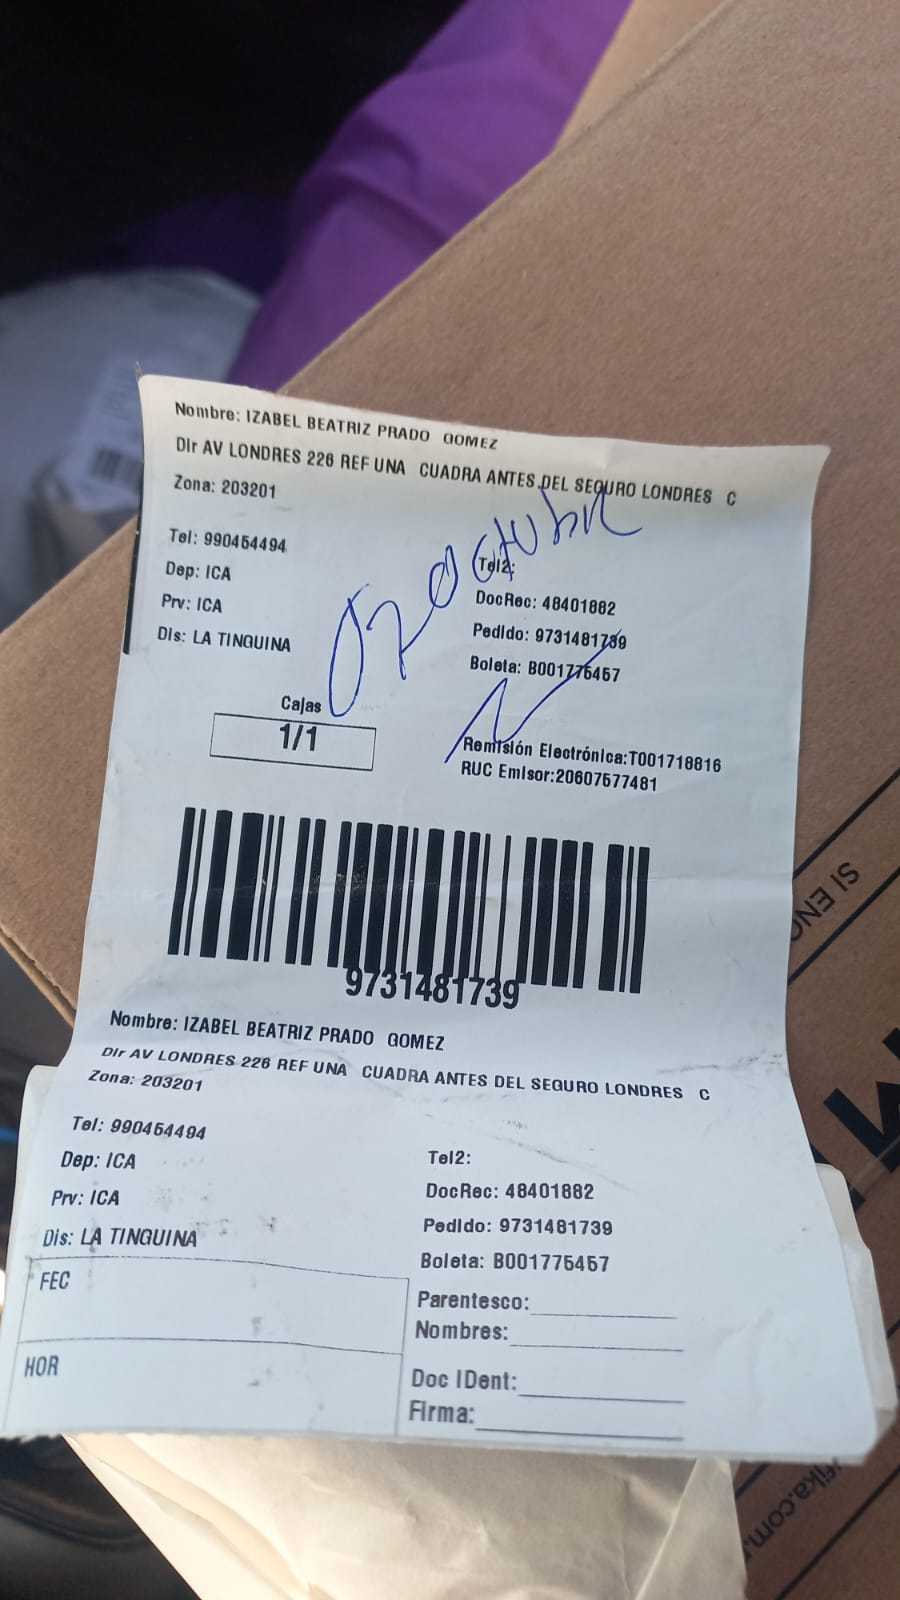 Nombre: IZABEL BEATRIZ PRADO GOMEZ
Dir AV LONDRES 226 REF UNA CUADRA ANTES DEL SEGURO LONDRES C
Zona: 203201
07 Octubre
Tel: 990454494
Tel2:
Dep: ICA
DocRec: 48401882
Prv: ICA
Pedido: 9731481739
Dis: LA TINGUINA
Boleta: B001775457
Cajas
1/1
Remisión Electrónica:T001718816
RUC Emisor:20607577481
9731481739
Nombre: IZABEL BEATRIZ PRADO GOMEZ
Dir AV LONDRES 226 REF UNA CUADRA ANTES DEL SEGURO LONDRES C
Zona: 203201
Tel: 990454494
Tel2:
Dep: ICA
DocRec: 48401882
Prv: ICA
Pedido: 9731481739
Dis: LA TINGUINA
Boleta: B001775457
FEC
Parentesco:
Nombres:
HOR
Doc IDent:
Firma:
SI